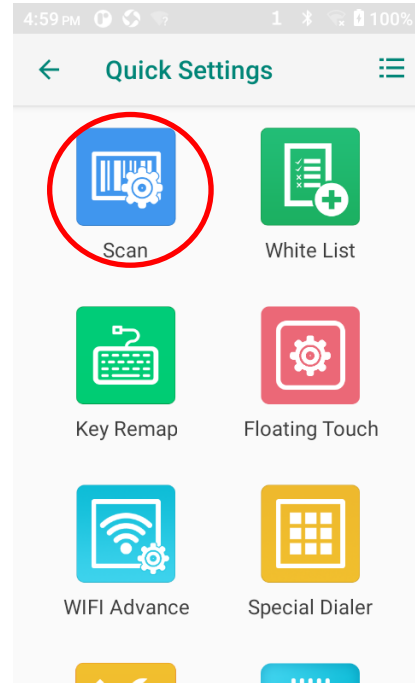 4:59 PM 1 100%
Quick Settings
Scan White List
Key Remap Floating Touch
WIFI Advance Special Dialer